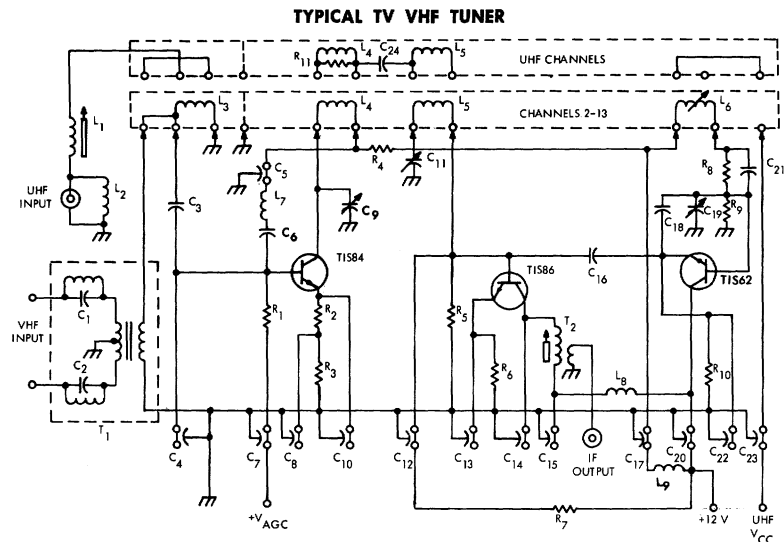 TYPICAL TV VHF TUNER
R11
L4
C24
L5
UHF CHANNELS
L1
L3
L4
L5
CHANNELS 2-13
L6
C5
R4
C11
R8
C21
UHF
INPUT
L2
C3
L7
C9
C18
C19
R9
C6
TIS84
TIS86
C16
TIS62
VHF
INPUT
C1
C2
T1
R1
R2
R3
R5
R6
T2
L8
R10
C4
C7
C8
C10
C12
C13
C14
C15
IF
OUTPUT
C17
C20
C22
C23
L9
+VAGC
R7
+12 V
UHF
VCC